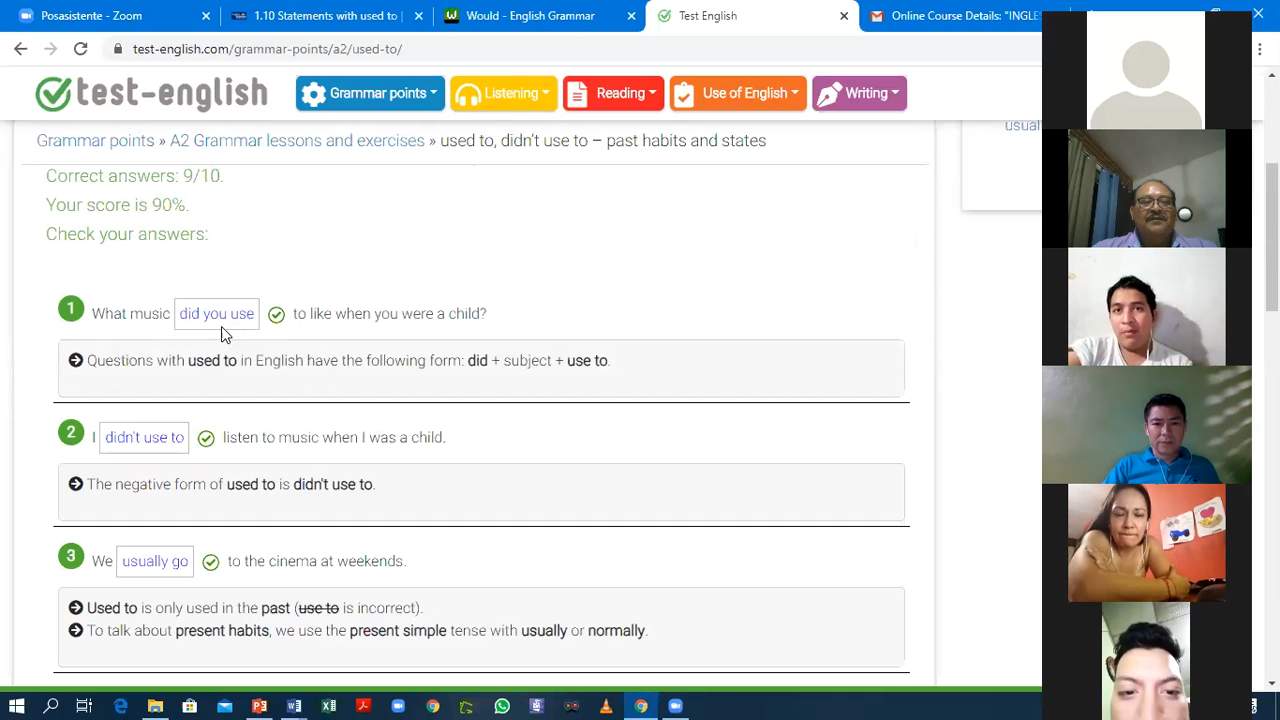 Posasistente - Zoom
1.10 Statements with used to
Would - English Grammar
Test English
Online Course Details: "INGLES
test-english.com/grammar-points/a2/used-to/
test-english
Grammar points
Listening
Reading
Use of English
Writing
Grammar points » A2 Grammar lessons and exercises » used to, didn't use to – past habits and states
usually
Correct answers: 9/10.
Your score is 90%.
Check your answers:
1 What music did you use to like when you were a child?
Questions with used to in English have the following form: did + subject + use to.
2 I didn't use to listen to music when I was a child.
The negative form of used to is didn't use to.
3 We usually go to the cinema at weekends.
Used to is only used in the past (use to is incorrect).
To talk about present habits, we use the present simple tense with usually or normally.